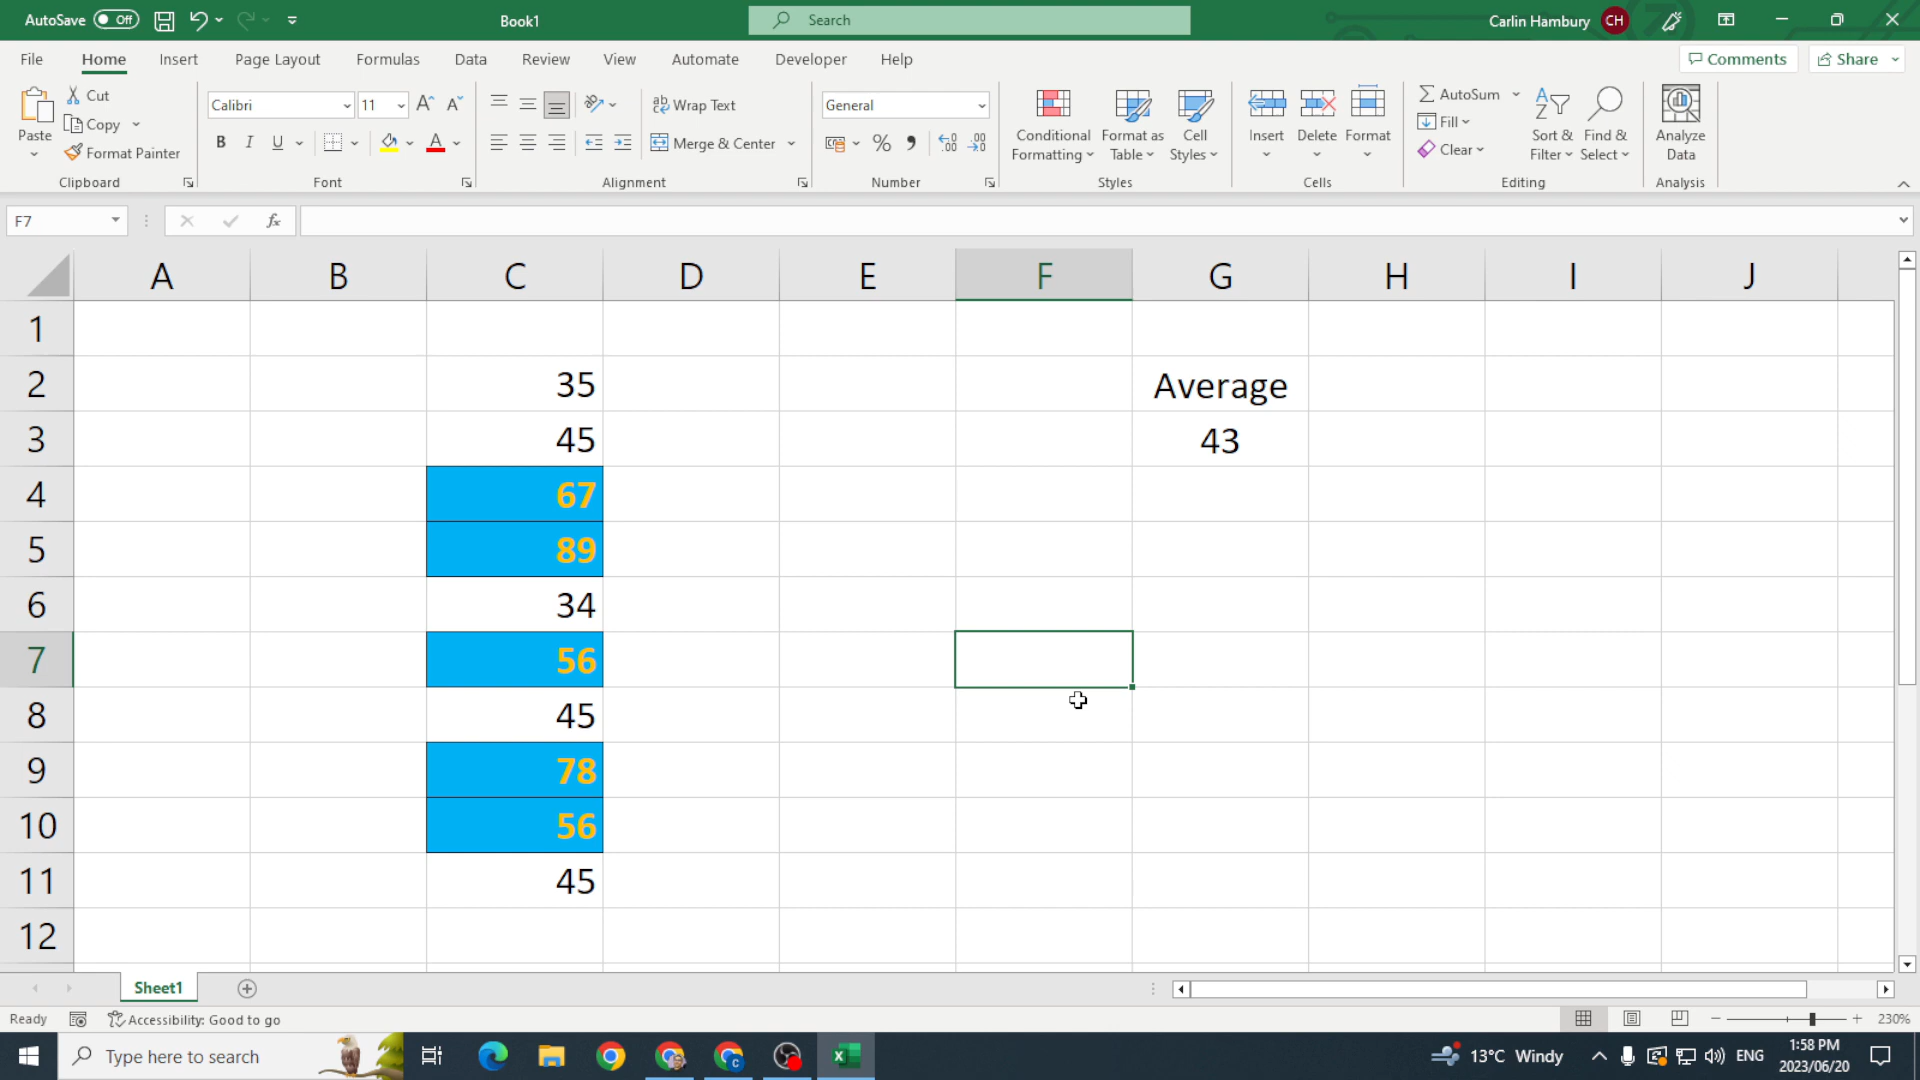 AutoSave Off Book1 Search Carlin Hambury CH
File Home Insert Page Layout Formulas Data Review View Automate Developer Help Comments Share
Paste Cut Copy Format Painter
Clipboard
Calibri 11
B I U A
Font
Wrap Text
Merge & Center
Alignment
General
%
Number
Conditional Formatting Format as Table Cell Styles
Styles
Insert Delete Format
Cells
AutoSum
Fill
Clear
Sort & Filter Find & Select
Editing
Analyze Data
Analysis
F7 fx
A B C D E F G H I J
1
2 35 Average
3 45 43
4 67
5 89
6 34
7 56
8 45
9 78
10 56
11 45
12
Sheet1
Ready Accessibility: Good to go 230%
Type here to search 13°C Windy ENG 1:58 PM
2023/06/20